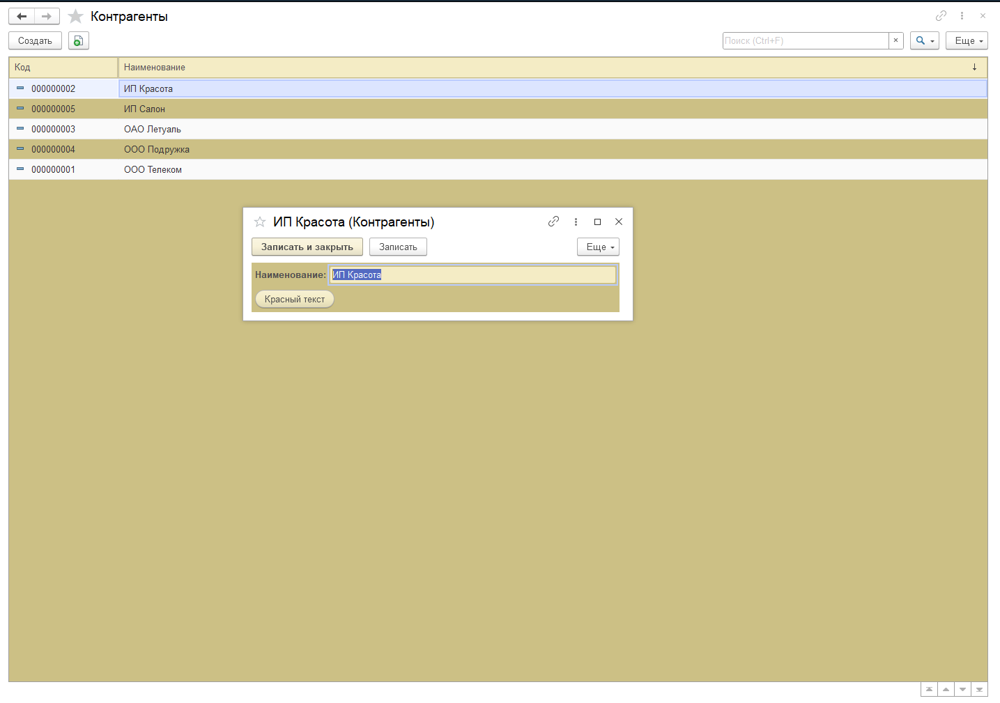 Контрагенты
Создать
Поиск (Ctrl+F)
Еще
Код Наименование
000000002 ИП Красота
000000005 ИП Салон
000000003 ОАО Летуаль
000000004 ООО Подружка
000000001 ООО Телеком
ИП Красота (Контрагенты)
Записать и закрыть Записать Еще
Наименование: ИП Красота
Красный текст